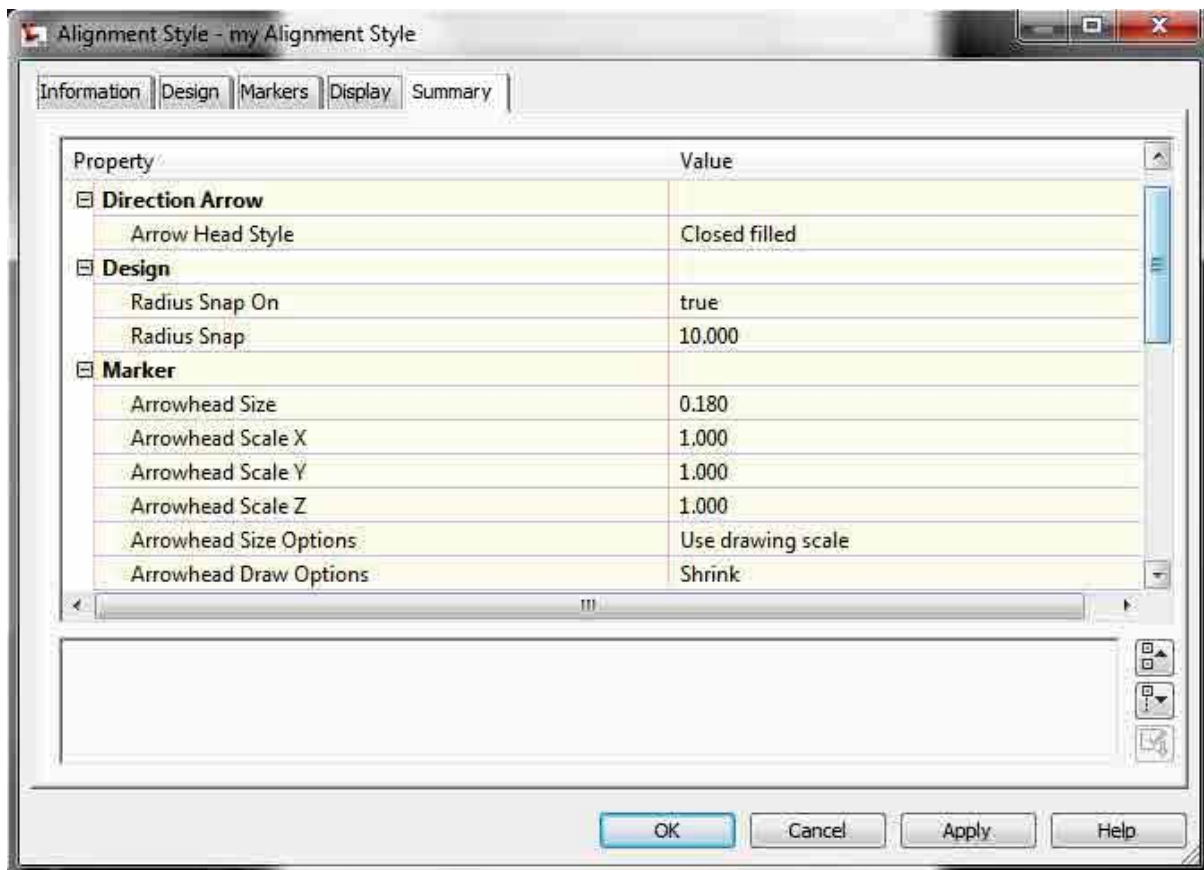 Alignment Style - my Alignment Style
Information Design Markers Display Summary
Property Value
Direction Arrow
Arrow Head Style Closed filled
Design
Radius Snap On true
Radius Snap 10.000
Marker
Arrowhead Size 0.180
Arrowhead Scale X 1.000
Arrowhead Scale Y 1.000
Arrowhead Scale Z 1.000
Arrowhead Size Options Use drawing scale
Arrowhead Draw Options Shrink
OK Cancel Apply Help